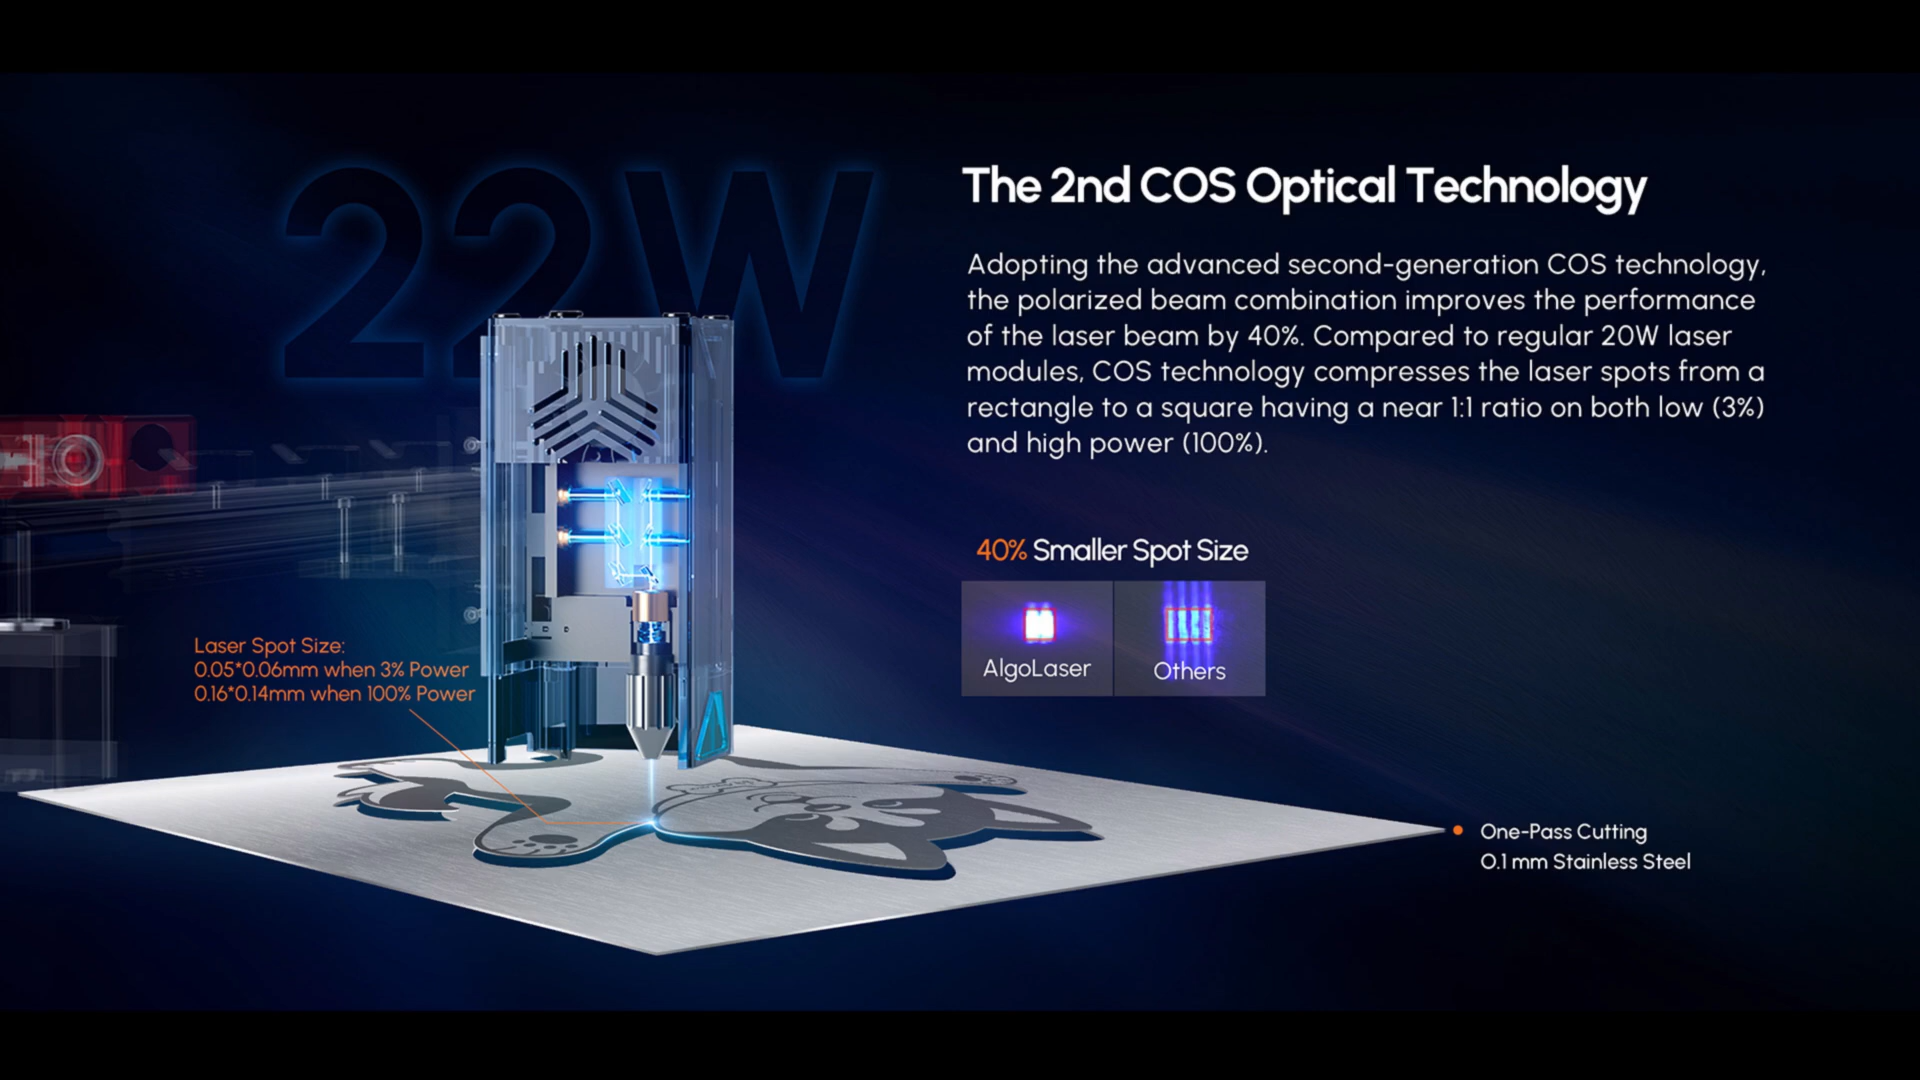 22W
The 2nd COS Optical Technology
Adopting the advanced second-generation COS technology,
the polarized beam combination improves the performance
of the laser beam by 40%. Compared to regular 20W laser
modules, COS technology compresses the laser spots from a
rectangle to a square having a near 1:1 ratio on both low (3%)
and high power (100%).
40% Smaller Spot Size
AlgoLaser
Others
Laser Spot Size:
0.05*0.06mm when 3% Power
0.16*0.14mm when 100% Power
One-Pass Cutting
0.1 mm Stainless Steel